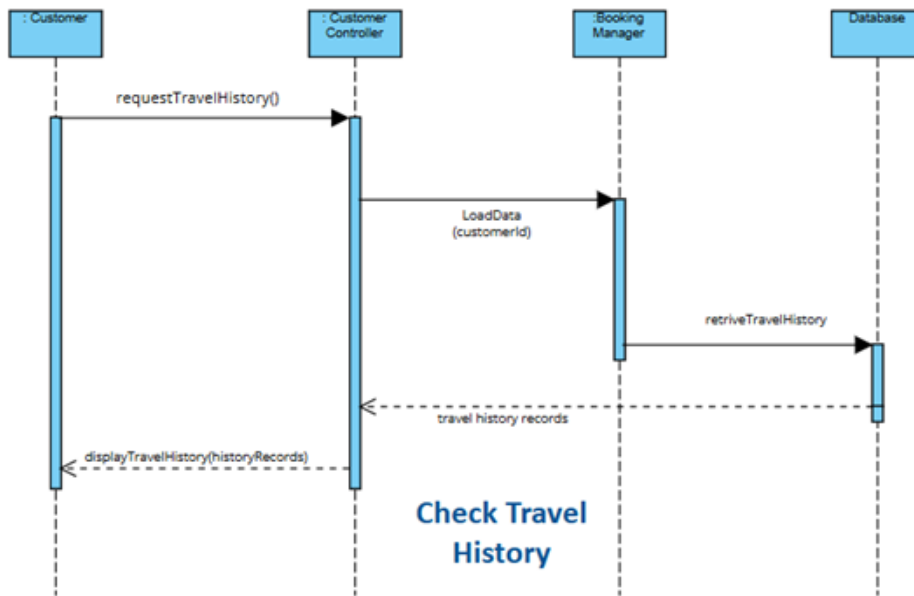 : Customer
: Customer
Controller
:Booking
Manager
Database
requestTravelHistory()
LoadData
(customerId)
retriveTravelHistory
travel history records
displayTravelHistory(historyRecords)
Check Travel
History